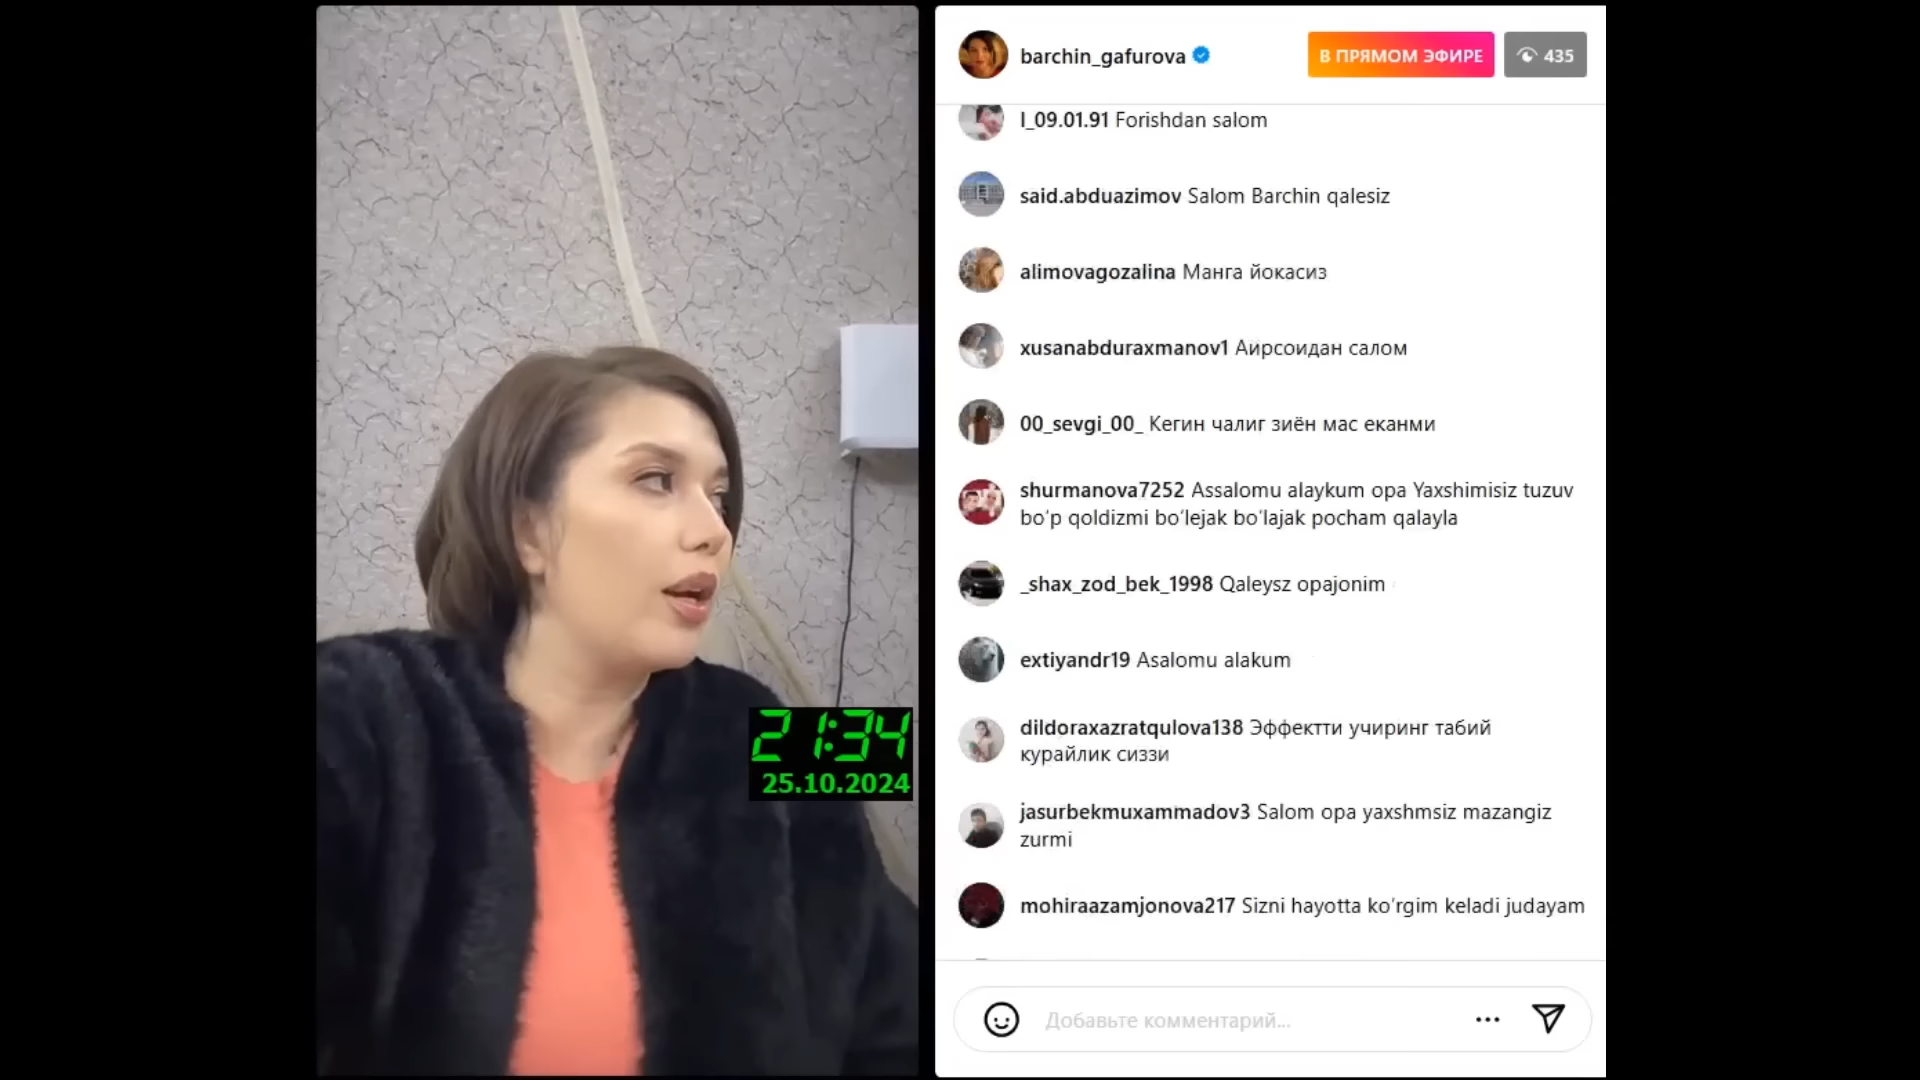 barchin_gafurova
В ПРЯМОМ ЭФИРЕ
435
l_09.01.91 Forishdan salom
said.abduazimov Salom Barchin qalesiz
alimovagozalina Манга йокасиз
xusanabduraxmanov1 Аирсоидан салом
00_sevgi_00_ Кегин чалиг зиён мас еканми
shurmanova7252 Assalomu alaykum opa Yaxshimisiz tuzuv
bo‘p qoldizmi bo‘lejak bo‘lajak pocham qalayla
_shax_zod_bek_1998 Qaleysz opajonim
extiyandr19 Asalomu alakum
dildoraxazratqulova138 Эффектти учиринг табий
курайлик сиззи
jasurbekmuxammadov3 Salom opa yaxshmsiz mazangiz
zurmi
mohiraazamjonova217 Sizni hayotta ko‘rgim keladi judayam
Добавьте комментарий...
21:34
25.10.2024